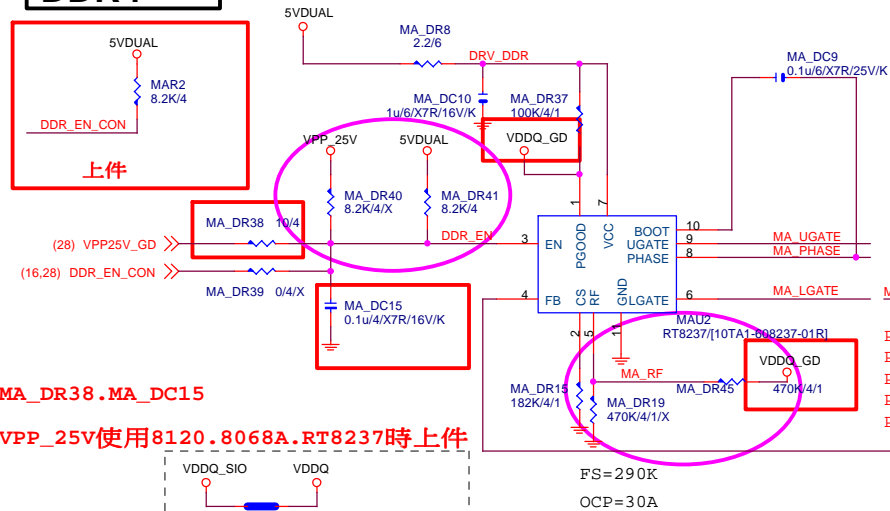 5VDUAL
MAR2
8.2K/4
DDR_EN_CON
上件
5VDUAL
MA_DR8
2.2/6
DRV_DDR
MA_DC10
1u/6/X7R/16V/K
MA_DR37
100K/4/1
VDDQ_GD
MA_DC9
0.1u/6/X7R/25V/K
VPP_25V
5VDUAL
MA_DR40
8.2K/4/X
MA_DR41
8.2K/4
MA_DR38
10/4
(28) VPP25V_GD
DDR_EN
(16,28) DDR_EN_CON
MA_DR39
0/4/X
MA_DC15
0.1u/4/X7R/16V/K
1
7
PGOOD
VCC
3
EN
4
FB
BOOT
10
UGATE
9
MA_UGATE
PHASE
8
MA_PHASE
LGATE
6
MA_LGATE
CS
RF
GND
2
5
11
MAU2
RT8237/[10TA1-608237-01R]
MA_RF
MA_DR15
182K/4/1
MA_DR19
470K/4/1/X
MA_DR45
470K/4/1
VDDQ_GD
MA_DR38.MA_DC15
VPP_25V使用8120.8068A.RT8237時上件
VDDQ_SIO
VDDQ
FS=290K
OCP=30A